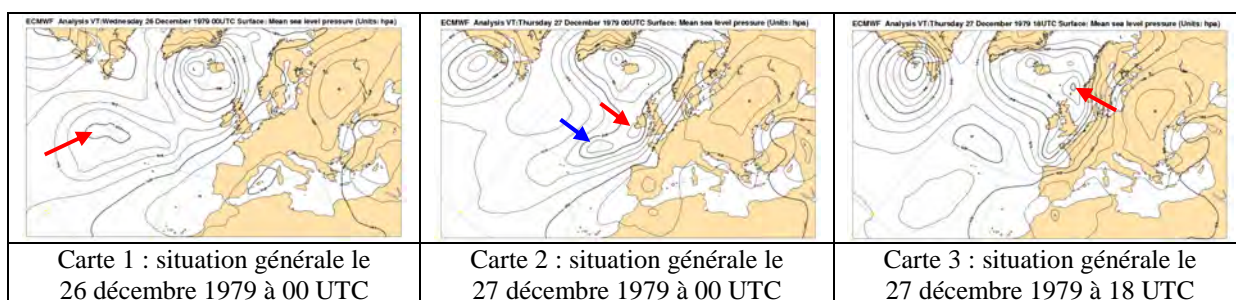 ECMWF Analysis VT:Wednesday 26 December 1979 00UTC Surface: Mean sea level pressure (Units: hpa)
ECMWF Analysis VT:Thursday 27 December 1979 00UTC Surface: Mean sea level pressure (Units: hpa)
ECMWF Analysis VT:Thursday 27 December 1979 18UTC Surface: Mean sea level pressure (Units: hpa)
Carte 1 : situation générale le
26 décembre 1979 à 00 UTC
Carte 2 : situation générale le
27 décembre 1979 à 00 UTC
Carte 3 : situation générale le
27 décembre 1979 à 18 UTC